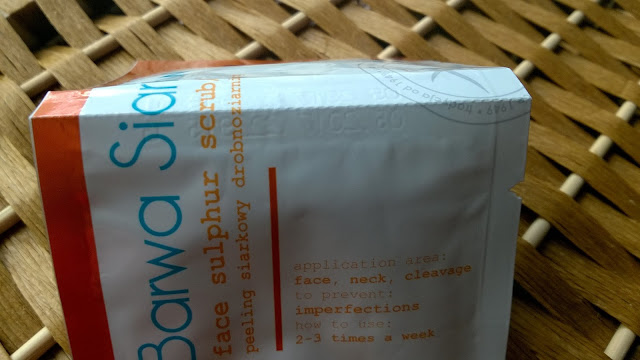 Barwa Siar
face sulphur scrub
peeling siarkowy drobnoziarn
application area:
face, neck, cleavage
to prevent:
imperfections
how to use:
2-3 times a week